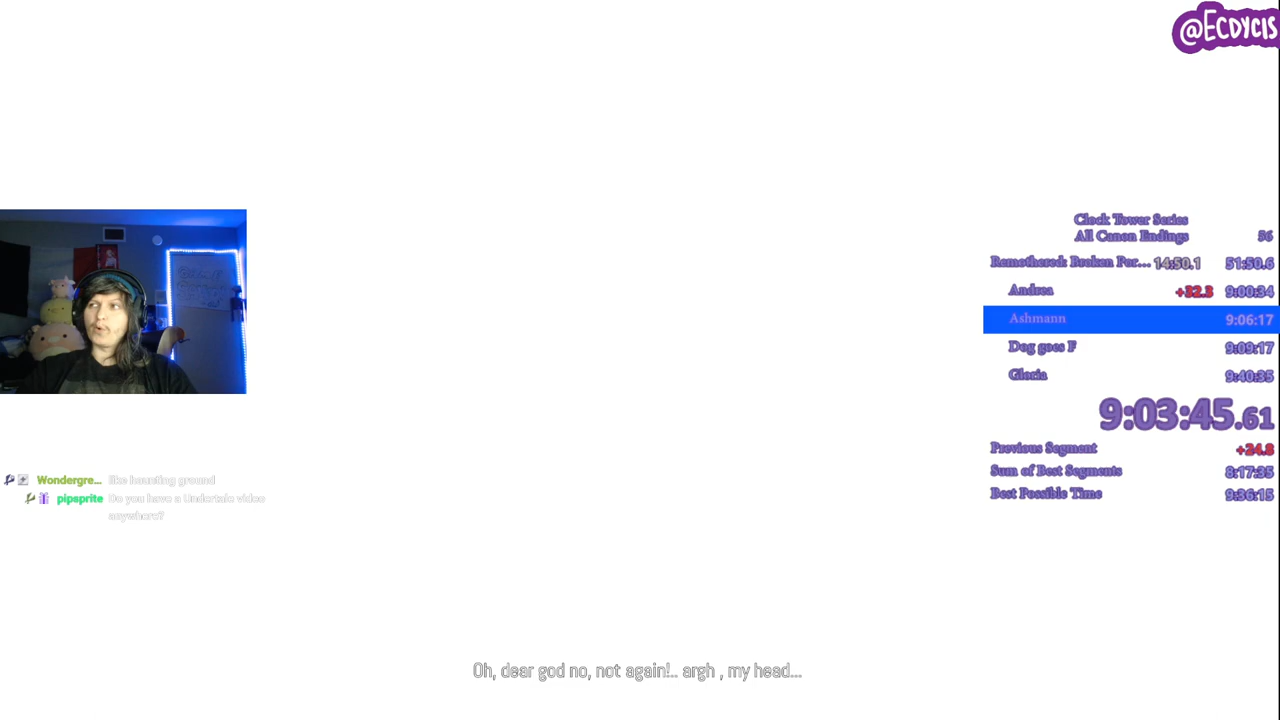 @ECDYCIS
Clock Tower Series
All Canon Endings 56
Remothered: Broken Por... 14:50.1 51:50.6
Andrea +32.3 9:00:34
Ashmann 9:06:17
Dog goes F 9:09:17
Gloria 9:40:35
9:03:45.61
Previous Segment +24.8
Sum of Best Segments 8:17:35
Best Possible Time 9:36:15
Wondergre... like haunting ground
pipsprite Do you have a Undertale video
anywhere?
Oh, dear god no, not again!.. argh , my head...